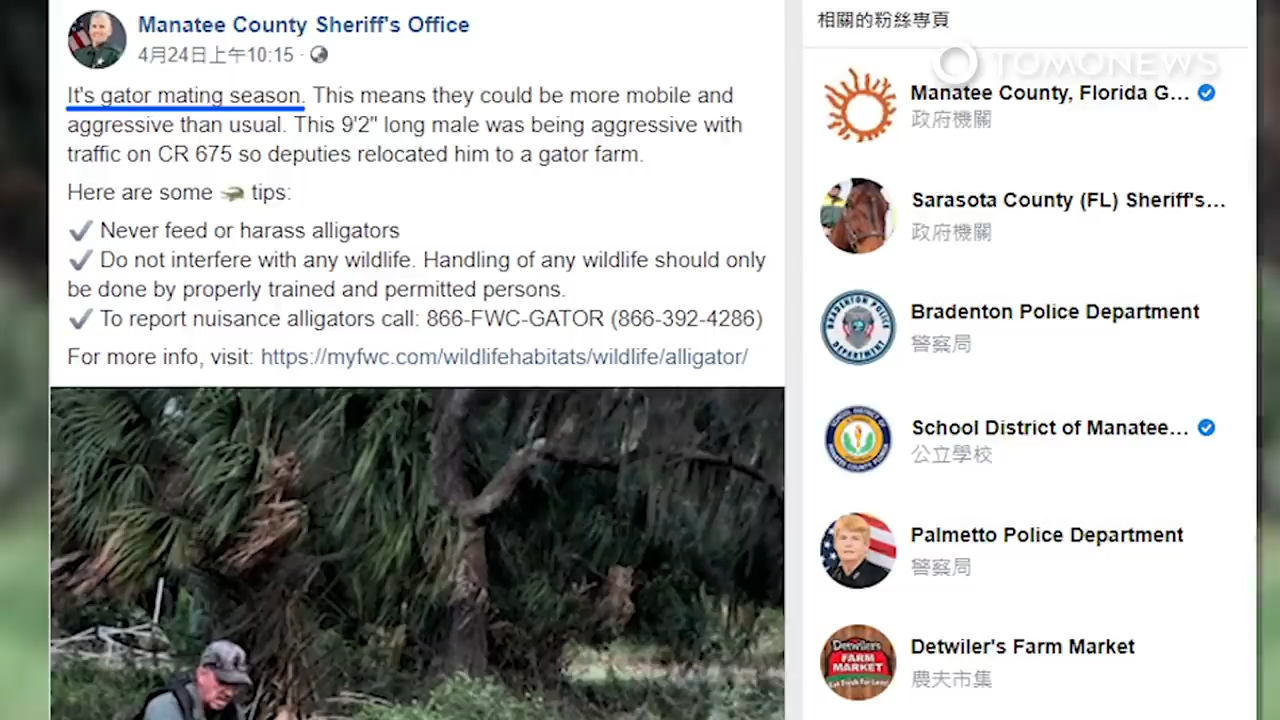 Manatee County Sheriff's Office
4月24日上午10:15 ·
It's gator mating season. This means they could be more mobile and
aggressive than usual. This 9'2" long male was being aggressive with
traffic on CR 675 so deputies relocated him to a gator farm.
Here are some 🐊 tips:
✔ Never feed or harass alligators
✔ Do not interfere with any wildlife. Handling of any wildlife should only
be done by properly trained and permitted persons.
✔ To report nuisance alligators call: 866-FWC-GATOR (866-392-4286)
For more info, visit: https://myfwc.com/wildlifehabitats/wildlife/alligator/
相關的粉絲專頁
TOMONEWS
Manatee County, Florida G...
政府機關
Sarasota County (FL) Sheriff's...
政府機關
BRADENTON POLICE
DEPARTMENT
Bradenton Police Department
警察局
School District of Manatee...
公立學校
Palmetto Police Department
警察局
Detwiler's
FARM
MARKET
Detwiler's Farm Market
農夫市集